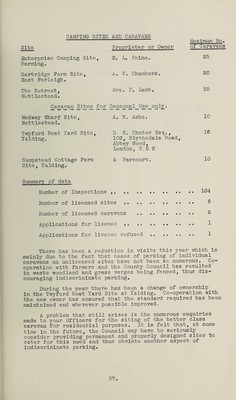 CAMPING SITES AND CARAVANS
Site Proprietor or Owner Maximum No. of Caravans
Enterprise Camping Site, Barming. E. L. Paine. 25
Hartridge Farm Site, East Farleigh. A. V. Chambers. 20
The Retreat, Nettlestead. Mrs. F. Lamb. 25
Caravan Sites for Seasonal Use only.
Medway Wharf Site, Nettlestead. A. W. Asho. 10
Twyford Boat Yard Site, Yalding. D. S. Chuter Esq., 16
102, Blythedale Road,
Abbey Wood,
London, S.E.2
Hampstead Cottage Farm Site, Yalding. A Harcourt. 10
Summary of data
Number of Inspections .. 164
Number of licensed sites .. 6
Number of licensed caravans ..
Applications for licence .. 1
Applications for licence refused .. 1
There has been a reduction in visits this year which is
mainly due to the fact that cases of parking of individual
caravans on unlicensed sites have not been so numerous. Co-
operation with farmers and the County Council has resulted
in waste woodland and grass verges being fenced, thus dis-
couraging indiscriminate parking.
During the year there has been a change of ownership
in the Twyford Boat Yard Site at Yalding. Co-operation with
the new owner has ensured that the standard required has been
maintained and wherever possible improved.
A problem that still arises is the numerous enquiries
made to your Officers for the siting of the better class
caravan for residential purposes. It is felt that, at some
time in the future, the Council may have to seriously
consider providing permanent and properly designed sites to
cater for this need and thus obviate another aspect of
indiscriminate parking.
57.